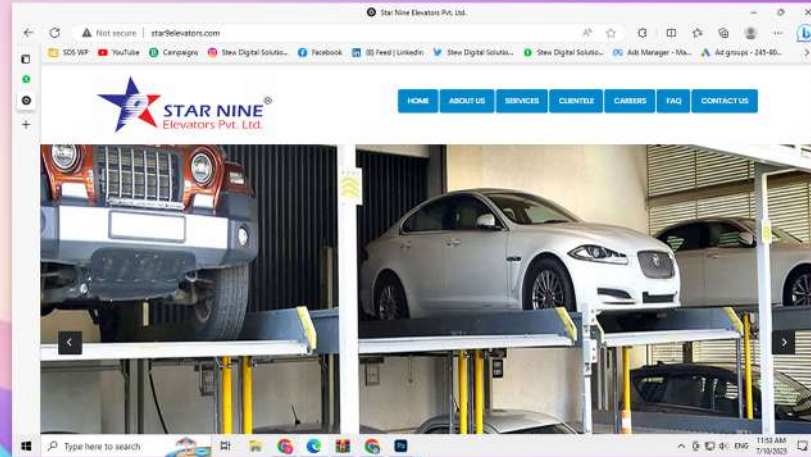 Star Nine Elevators Pvt. Ltd.
Not secure | star9elevators.com
SDS WP YouTube Campaigns Stew Digital Solutio... Facebook (8) Feed | LinkedIn Stew Digital Solutio... Stew Digital Solutio... Ads Manager - Ma... Ad groups - 245-80...
9
STAR NINE®
Elevators Pvt. Ltd.
HOME ABOUT US SERVICES CLIENTELE CAREERS FAQ CONTACT US
Type here to search
ENG
11:53 AM
7/10/2023